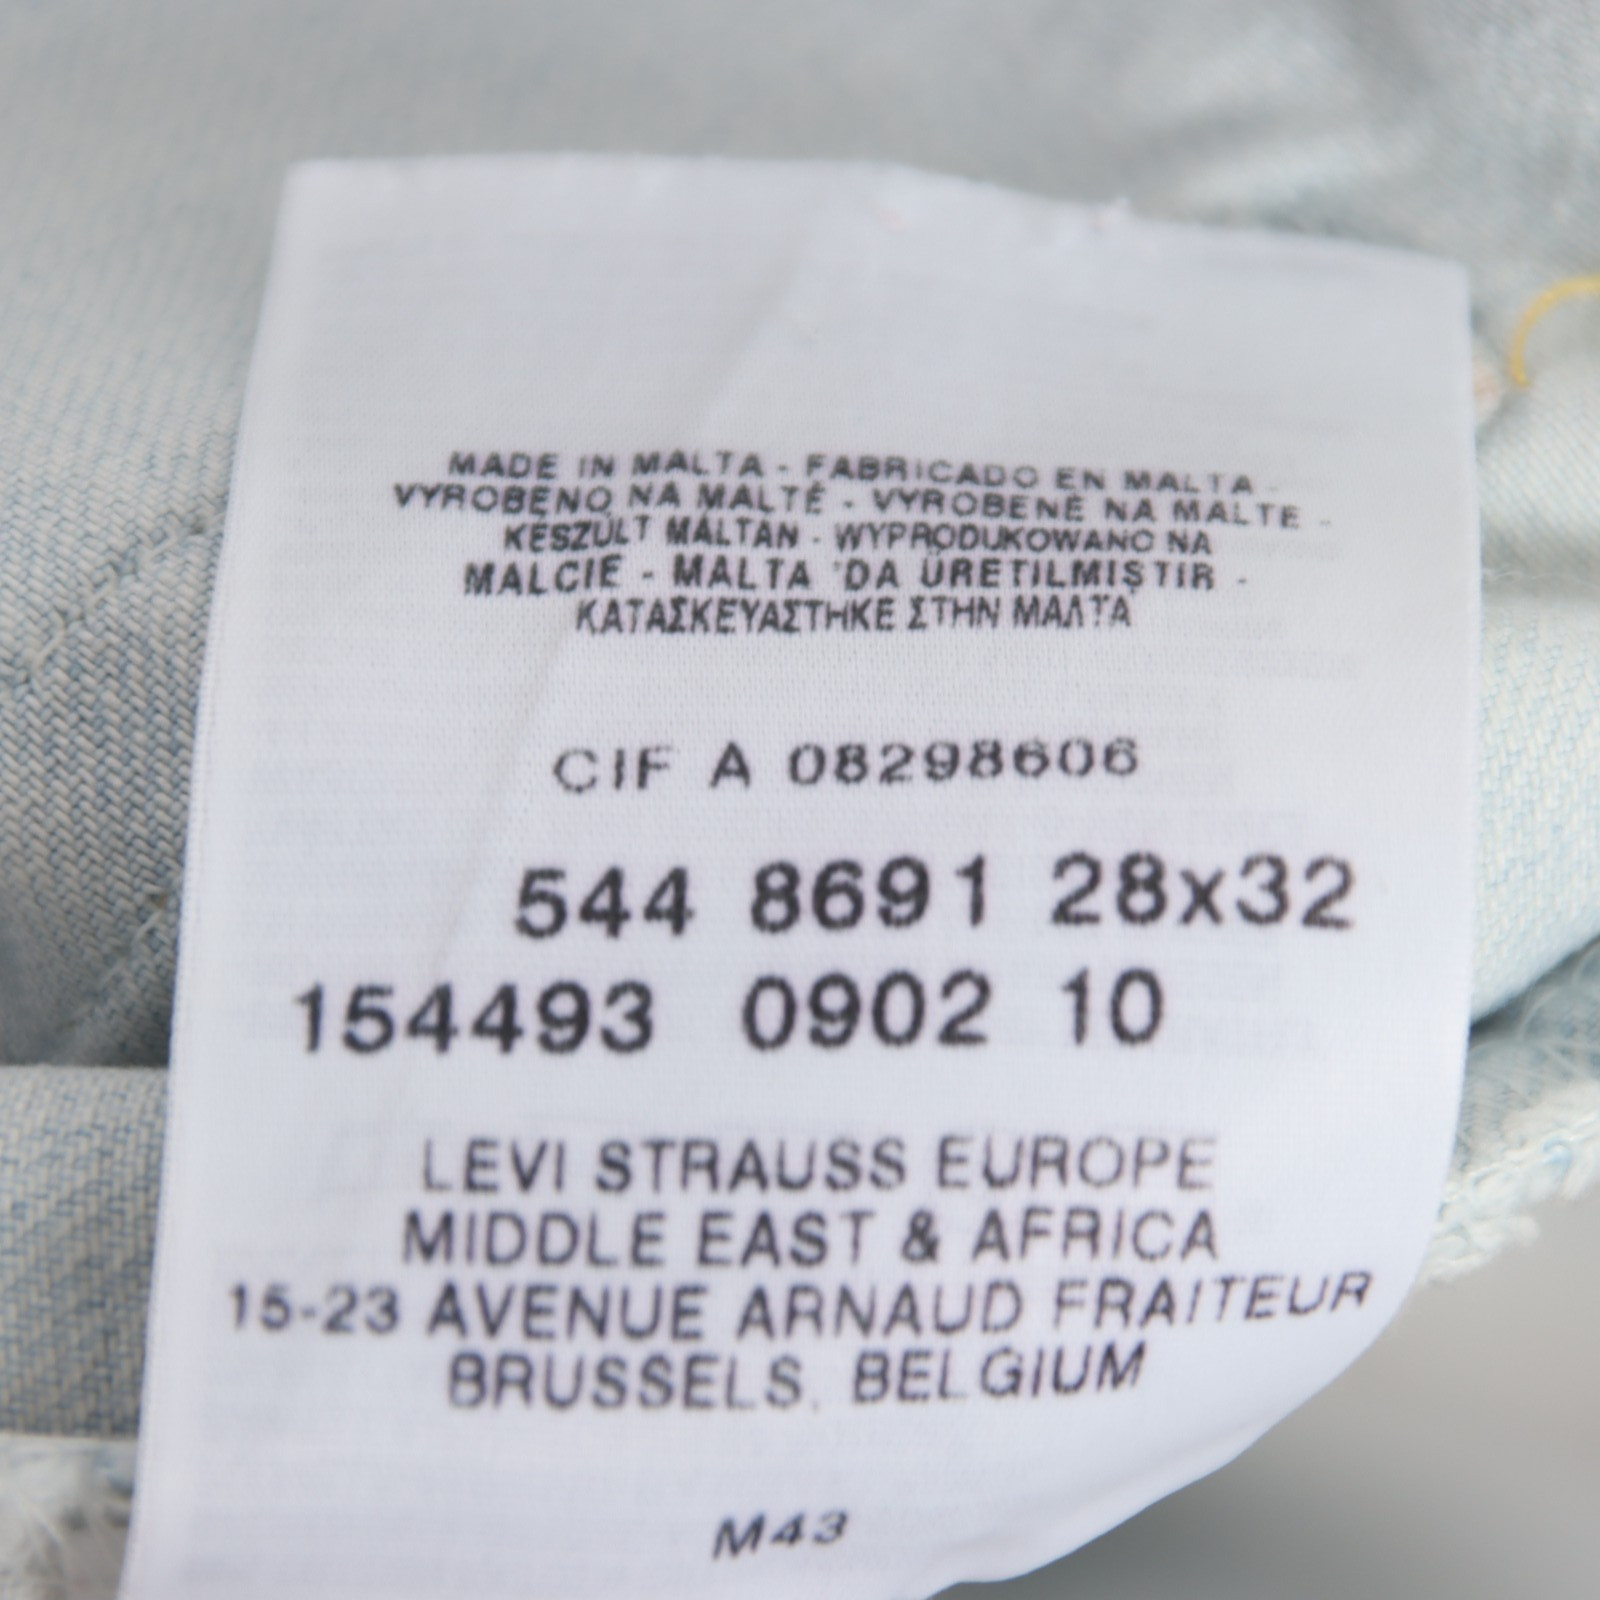 MADE IN MALTA - FABRICADO EN MALTA -
VYROBENO NA MALTĚ - VYROBENÉ NA MALTE -
KÉSZÜLT MÁLTÁN - WYPRODUKOWANO NA
MALCIE - MALTA 'DA ÜRETILMIŞTIR -
ΚΑΤΑΣΚΕΥΑΣΤΗΚΕ ΣΤΗΝ ΜΑΛΤΑ
CIF A 08298606
544 8691 28x32
154493 0902 10
LEVI STRAUSS EUROPE
MIDDLE EAST & AFRICA
15-23 AVENUE ARNAUD FRAITEUR
BRUSSELS, BELGIUM
M43